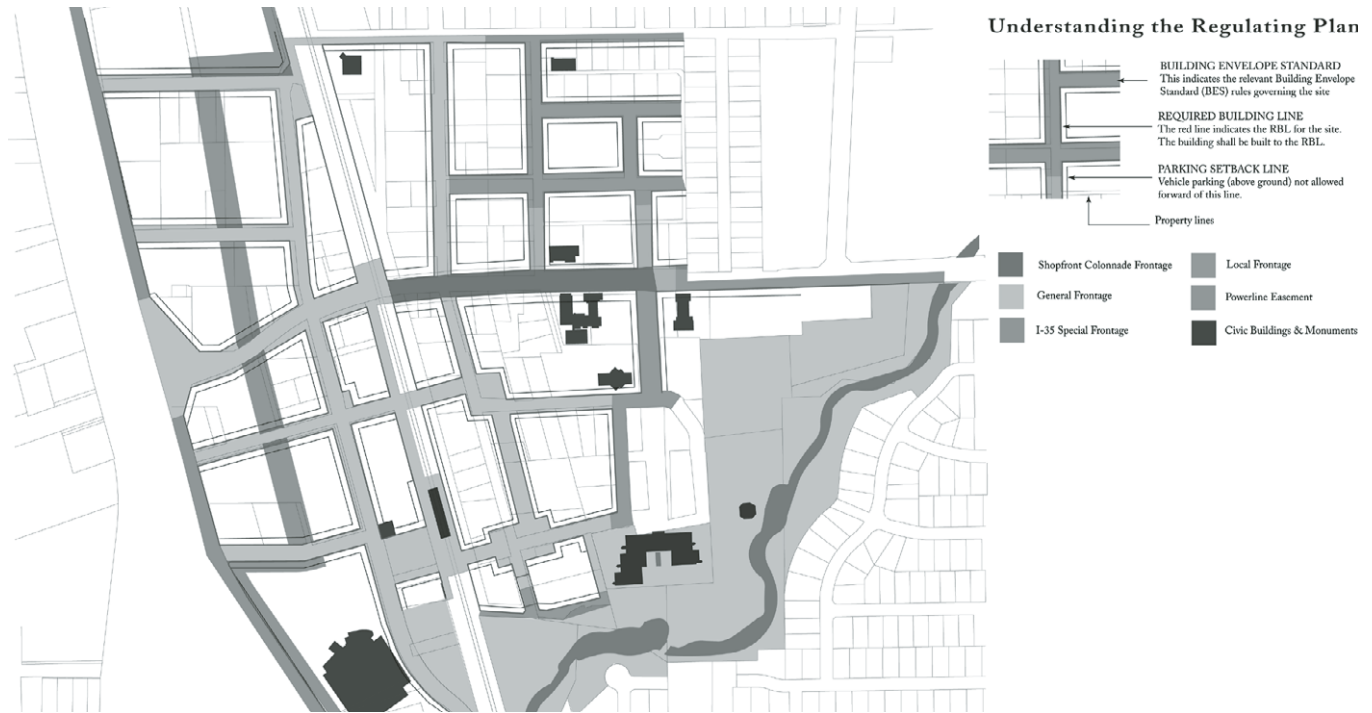 Understanding the Regulating Plan
BUILDING ENVELOPE STANDARD
This indicates the relevant Building Envelope
Standard (BES) rules governing the site
REQUIRED BUILDING LINE
The red line indicates the RBL for the site.
The building shall be built to the RBL.
PARKING SETBACK LINE
Vehicle parking (above ground) not allowed
forward of this line.
Property lines
Shopfront Colonnade Frontage
Local Frontage
General Frontage
Powerline Easement
I-35 Special Frontage
Civic Buildings & Monuments